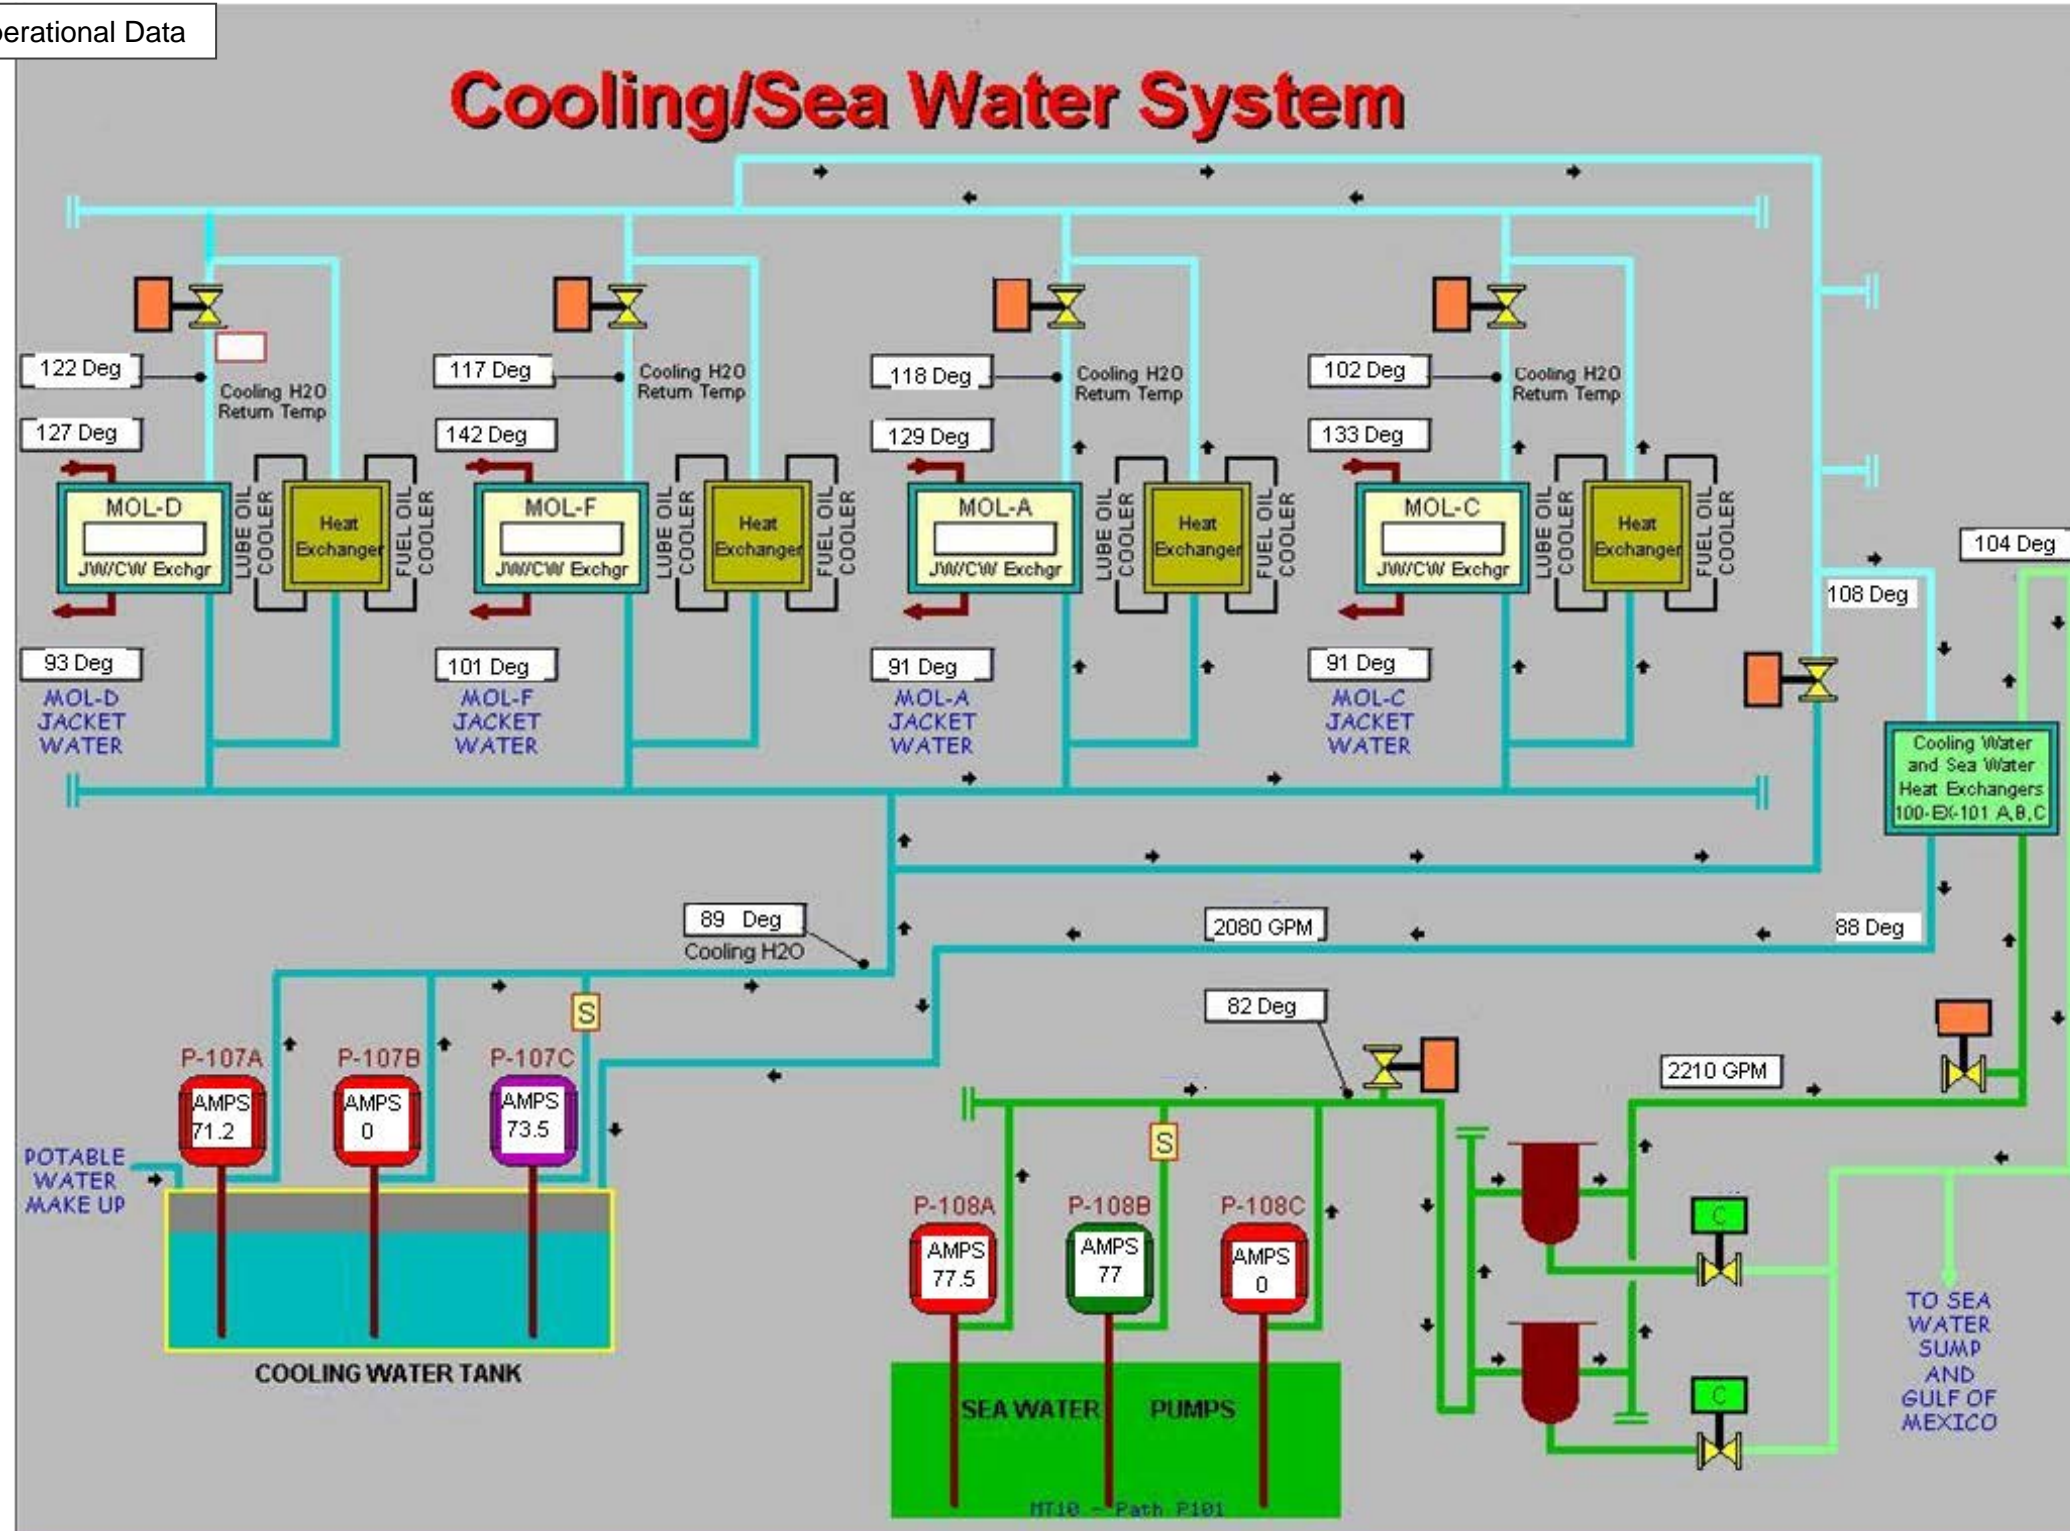 perational Data
Cooling/Sea Water System
122 Deg
Cooling H2O
Return Temp
127 Deg
117 Deg
Cooling H2O
Return Temp
142 Deg
118 Deg
Cooling H2O
Return Temp
129 Deg
102 Deg
Cooling H2O
Return Temp
133 Deg
MOL-D
JW/CW Exchgr
LUBE OIL
COOLER
Heat
Exchanger
FUEL OIL
COOLER
MOL-F
JW/CW Exchgr
LUBE OIL
COOLER
Heat
Exchanger
FUEL OIL
COOLER
MOL-A
JW/CW Exchgr
LUBE OIL
COOLER
Heat
Exchanger
FUEL OIL
COOLER
MOL-C
JW/CW Exchgr
LUBE OIL
COOLER
Heat
Exchanger
FUEL OIL
COOLER
104 Deg
108 Deg
93 Deg
MOL-D
JACKET
WATER
101 Deg
MOL-F
JACKET
WATER
91 Deg
MOL-A
JACKET
WATER
91 Deg
MOL-C
JACKET
WATER
Cooling Water
and Sea Water
Heat Exchangers
100-EX-101 A,B,C
89 Deg
Cooling H2O
2080 GPM
88 Deg
82 Deg
2210 GPM
S
P-107A
AMPS
71.2
P-107B
AMPS
0
P-107C
AMPS
73.5
POTABLE
WATER
MAKE UP
COOLING WATER TANK
S
P-108A
AMPS
77.5
P-108B
AMPS
77
P-108C
AMPS
0
C
C
SEA WATER PUMPS
MT10 - Path P101
TO SEA
WATER
SUMP
AND
GULF OF
MEXICO